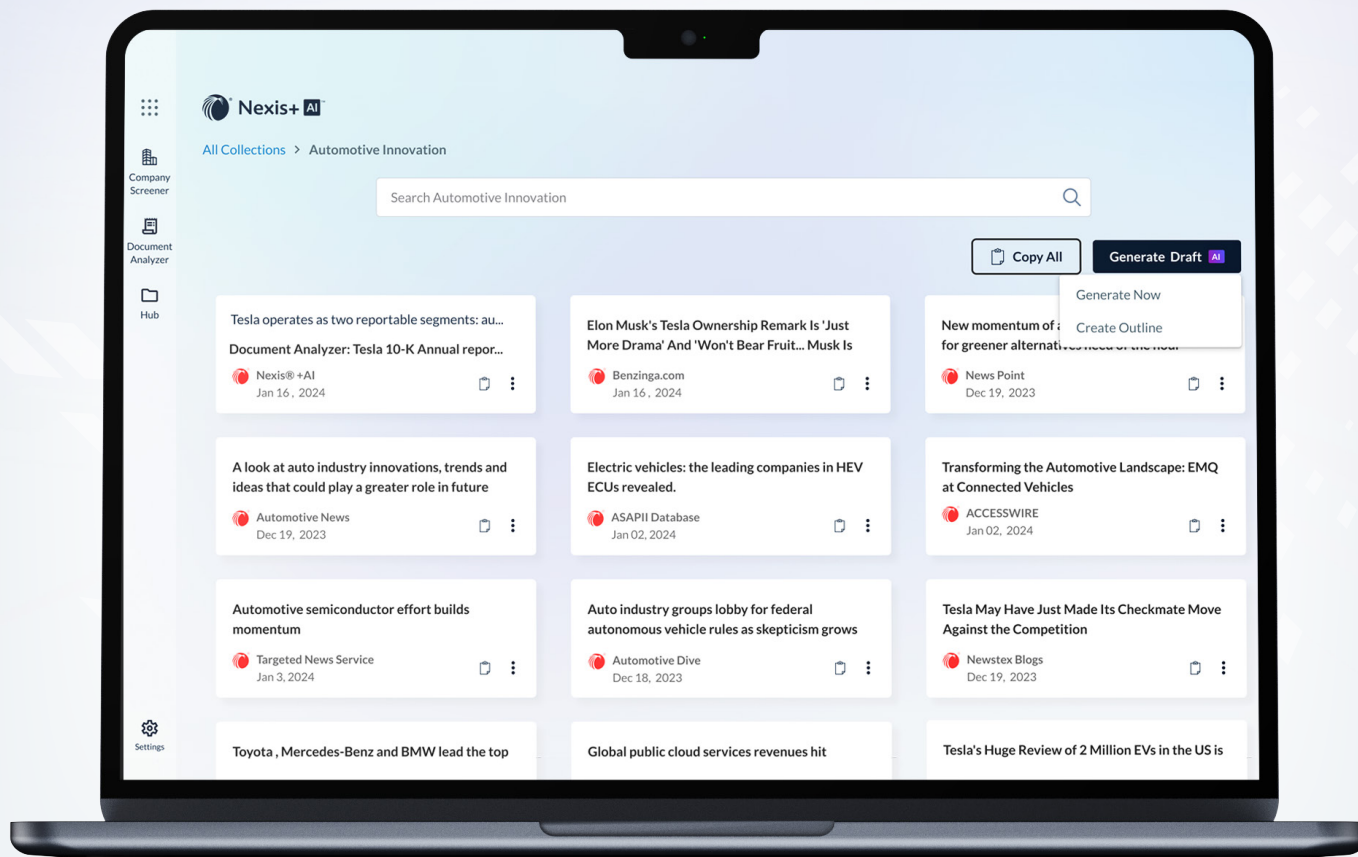 Nexis+ AI™
All Collections > Automotive Innovation
Company
Screener
Document
Analyzer
Hub
Settings
Search Automotive Innovation
Copy All
Generate Draft AI
Generate Now
Create Outline
Tesla operates as two reportable segments: au...
Document Analyzer: Tesla 10-K Annual repor...
Nexis® +AI
Jan 16 , 2024
Elon Musk's Tesla Ownership Remark Is 'Just
More Drama' And 'Won't Bear Fruit... Musk Is
Benzinga.com
Jan 16 , 2024
New momentum of
for greener alternatives need of the hour
News Point
Dec 19, 2023
A look at auto industry innovations, trends and
ideas that could play a greater role in future
Automotive News
Dec 19, 2023
Electric vehicles: the leading companies in HEV
ECUs revealed.
ASAPII Database
Jan 02, 2024
Transforming the Automotive Landscape: EMQ
at Connected Vehicles
ACCESSWIRE
Jan 02, 2024
Automotive semiconductor effort builds
momentum
Targeted News Service
Jan 3, 2024
Auto industry groups lobby for federal
autonomous vehicle rules as skepticism grows
Automotive Dive
Dec 18, 2023
Tesla May Have Just Made Its Checkmate Move
Against the Competition
Newstex Blogs
Dec 19, 2023
Toyota , Mercedes-Benz and BMW lead the top
Global public cloud services revenues hit
Tesla's Huge Review of 2 Million EVs in the US is